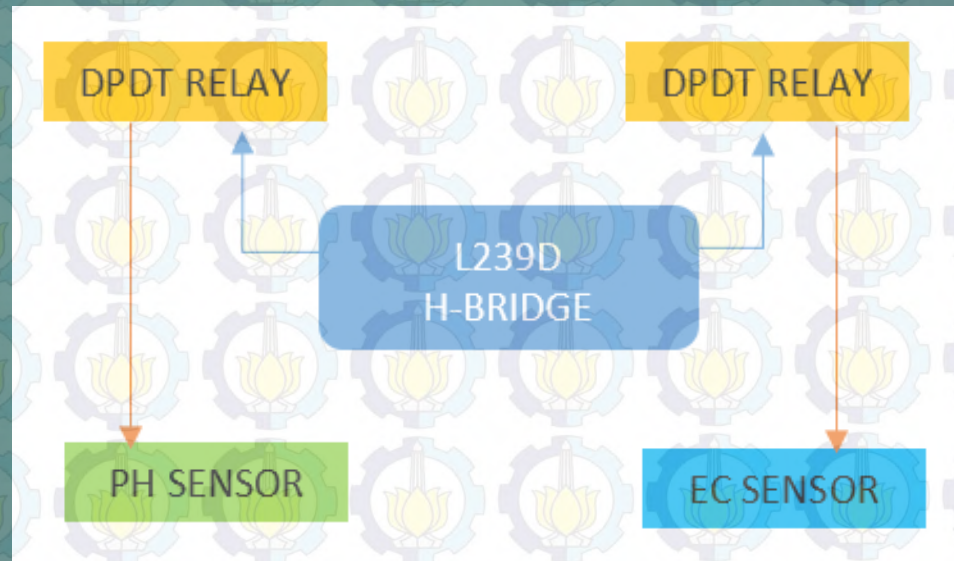 DPDT RELAY
DPDT RELAY
L239D
H-BRIDGE
PH SENSOR
EC SENSOR